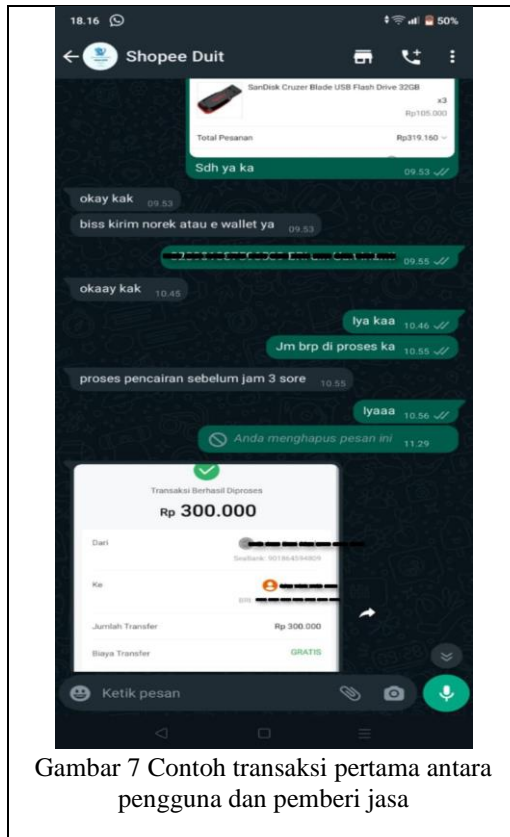 18.16 50%
Shopee Duit
SanDisk Cruzer Blade USB Flash Drive 32GB
x3
Rp105.000
Total Pesanan Rp319.160
Sdh ya ka 09.53
okay kak 09.53
biss kirim norek atau e wallet ya 09.53
09.55
okaay kak 10.45
Iya kaa 10.46
Jm brp di proses ka 10.55
proses pencairan sebelum jam 3 sore 10.55
Iyaaa 10.56
Anda menghapus pesan ini 11.29
Transaksi Berhasil Diproses
Rp 300.000
Dari
SeaBank:
Ke
BRI:
Jumlah Transfer Rp 300.000
Biaya Transfer GRATIS
Ketik pesan
Gambar 7 Contoh transaksi pertama antara
pengguna dan pemberi jasa